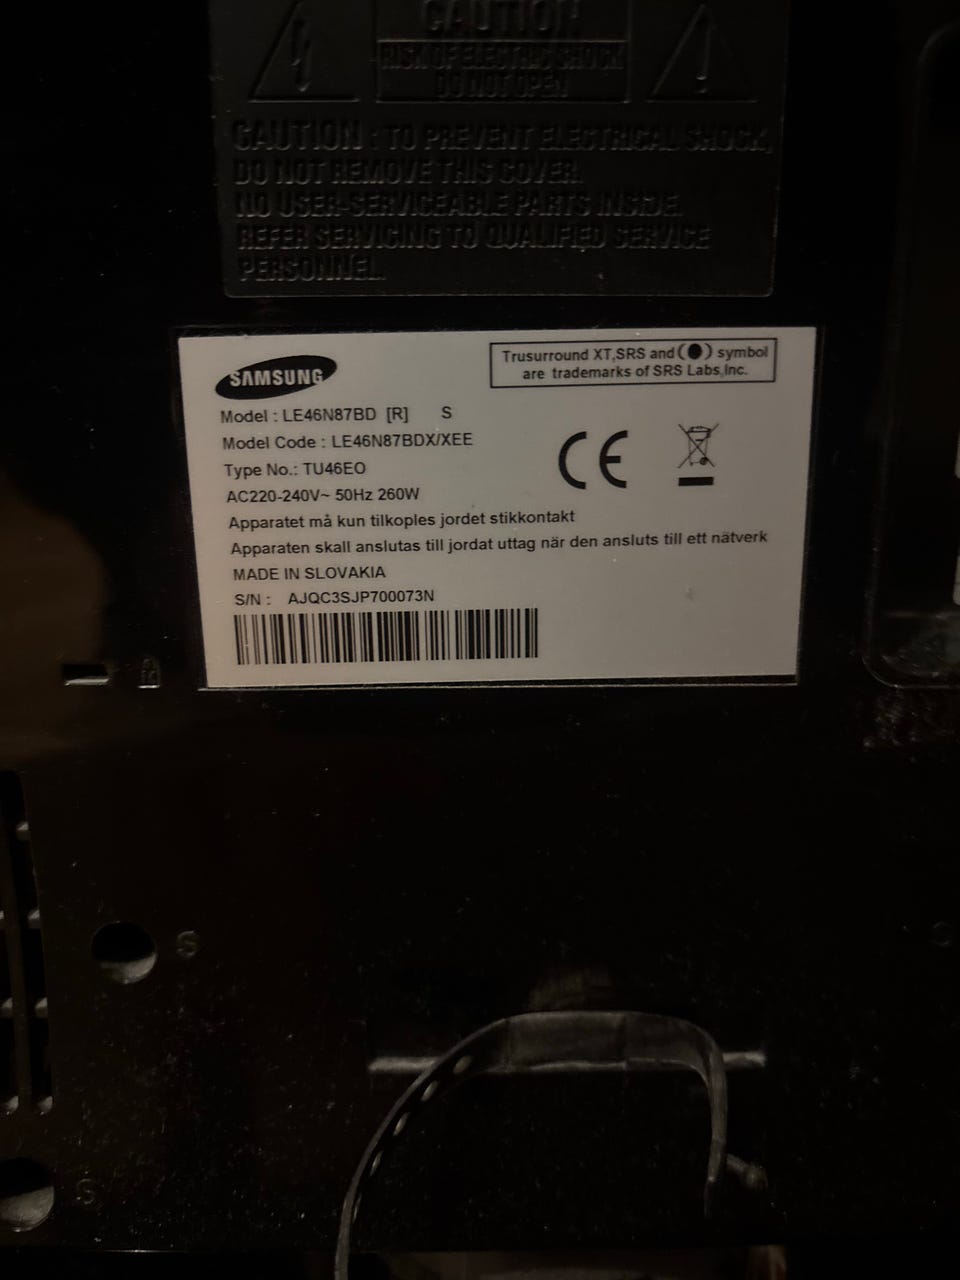 CAUTION
RISK OF ELECTRIC SHOCK
DO NOT OPEN
CAUTION : TO PREVENT ELECTRICAL SHOCK,
DO NOT REMOVE THIS COVER.
NO USER-SERVICEABLE PARTS INSIDE.
REFER SERVICING TO QUALIFIED SERVICE
PERSONNEL.
SAMSUNG
Trusurround XT,SRS and (●) symbol
are trademarks of SRS Labs,Inc.
Model : LE46N87BD [R] S
Model Code : LE46N87BDX/XEE
Type No.: TU46EO
AC220-240V~ 50Hz 260W
CE
Apparatet må kun tilkoples jordet stikkontakt
Apparaten skall anslutas till jordat uttag när den ansluts till ett nätverk
MADE IN SLOVAKIA
S/N : AJQC3SJP700073N
S
S